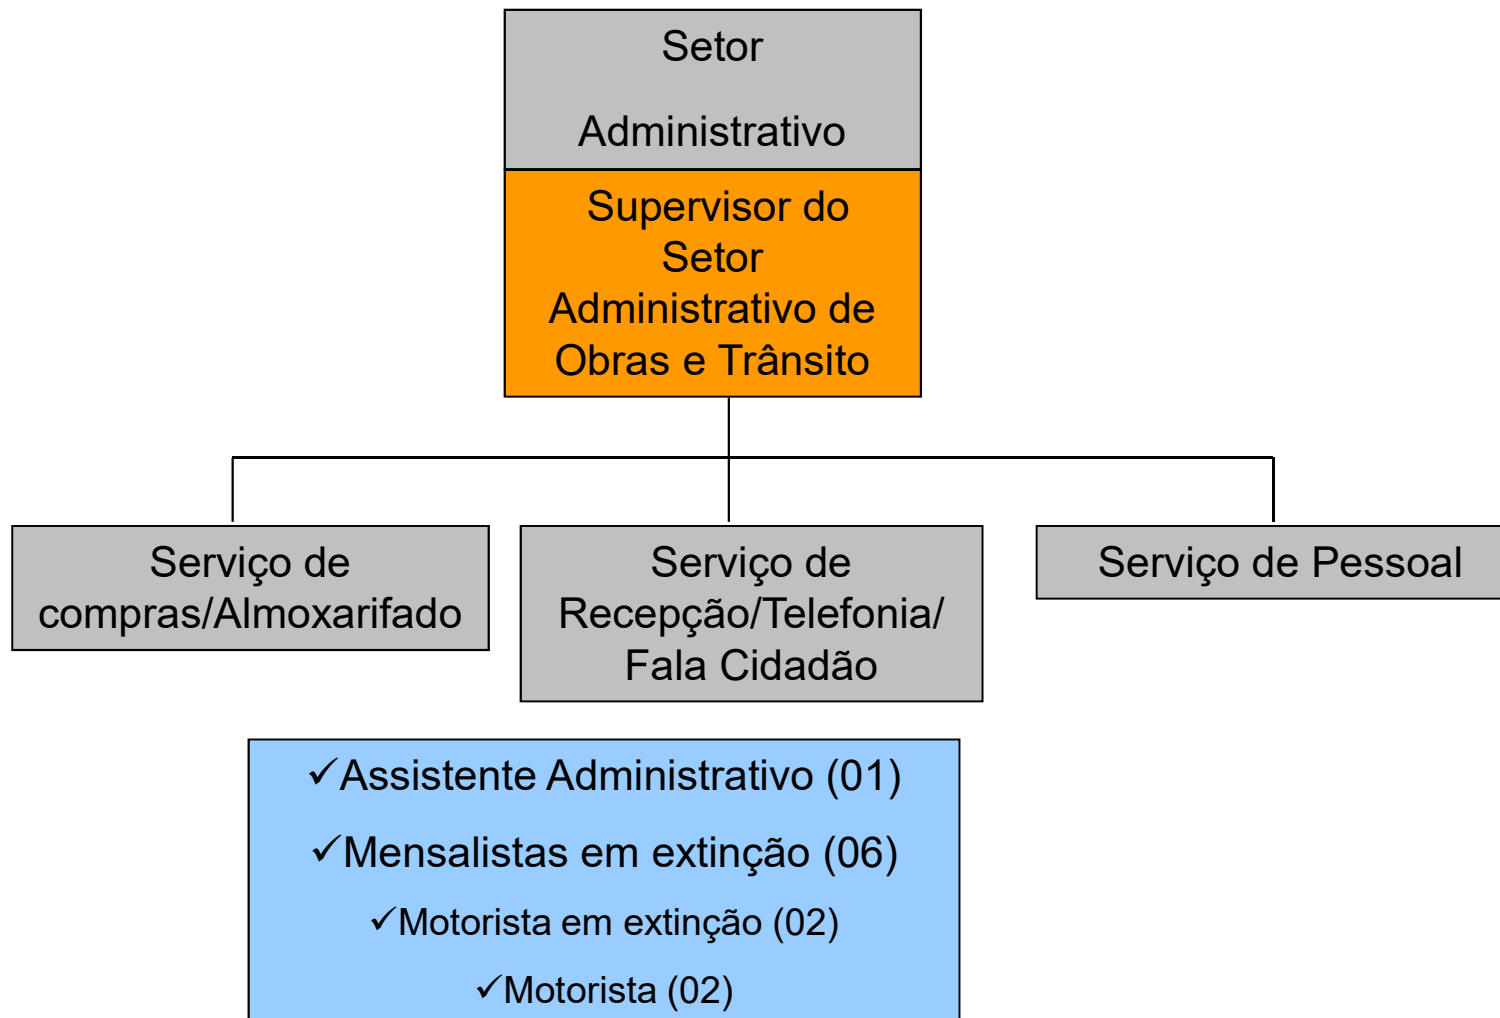 Setor
Administrativo
Supervisor do
Setor
Administrativo de
Obras e Trânsito
Serviço de
compras/Almoxarifado
Serviço de
Recepção/Telefonia/
Fala Cidadão
Serviço de Pessoal
✓Assistente Administrativo (01)
✓Mensalistas em extinção (06)
✓Motorista em extinção (02)
✓Motorista (02)